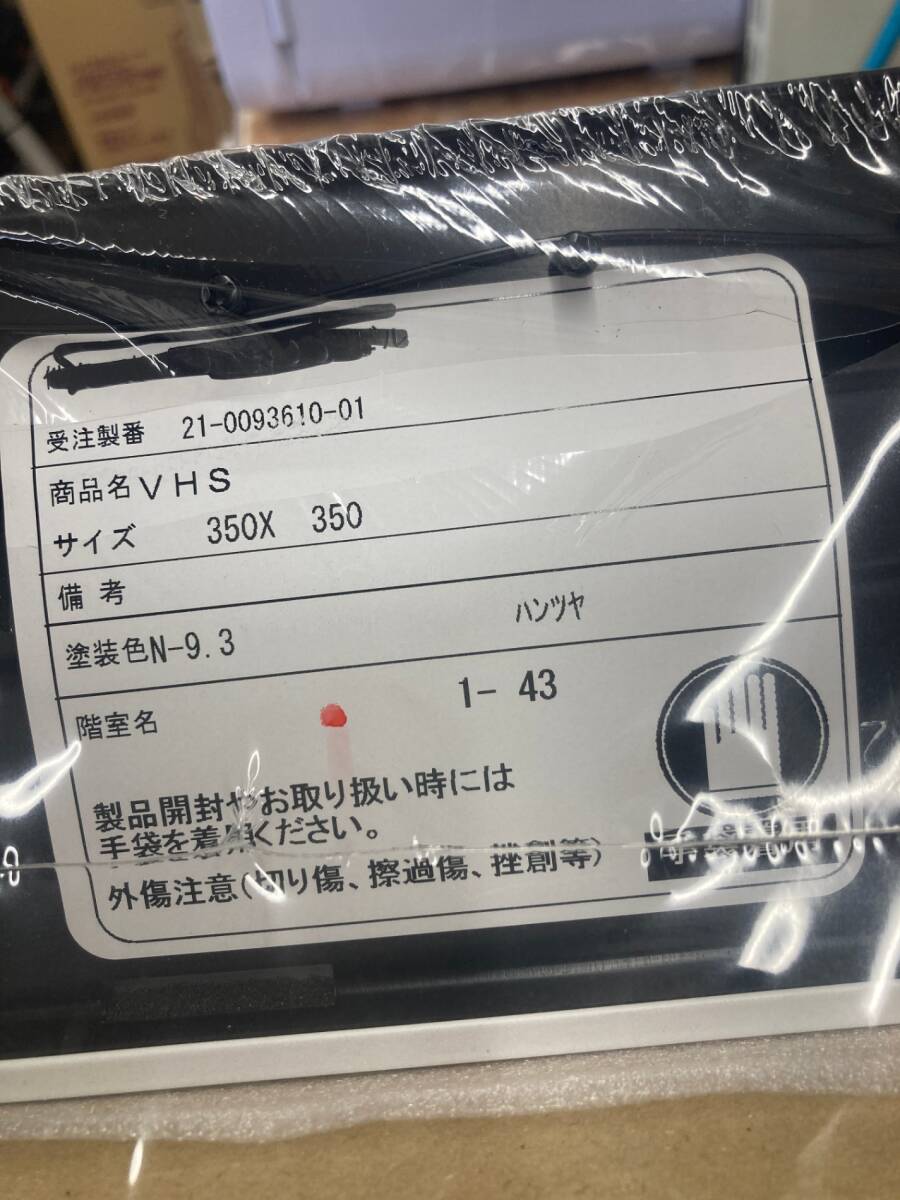 受注製番 21-0093610-01
商品名 VHS
サイズ 350X 350
備考
塗装色 N-9.3 ハンツヤ
階室名 1- 43
製品開封やお取り扱い時には
手袋を着用ください。
外傷注意(切り傷、擦過傷、挫創等)